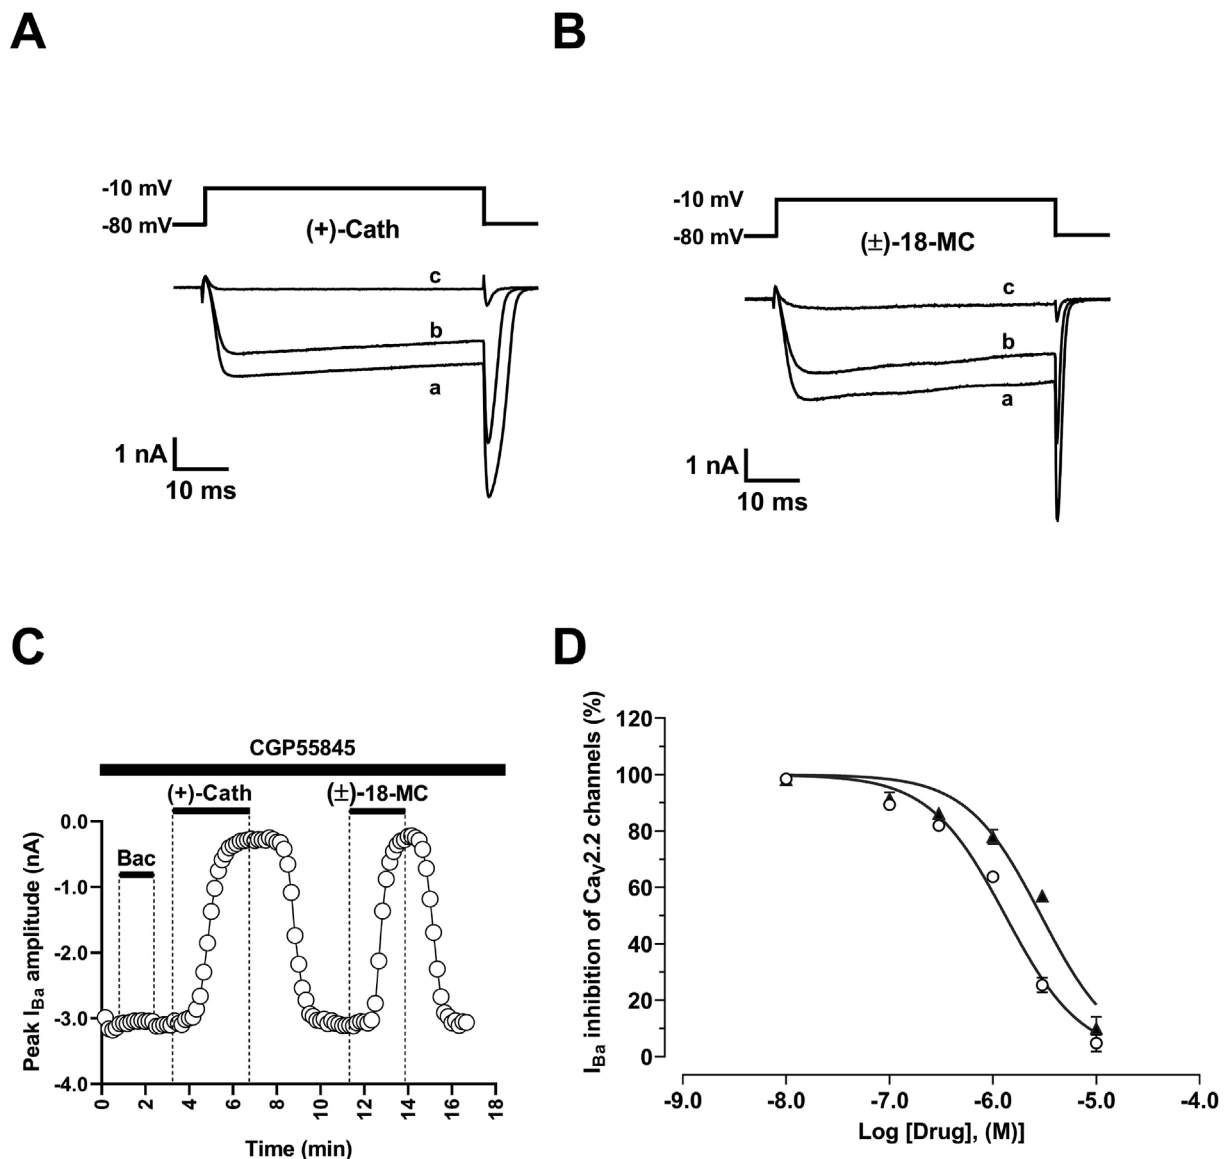 A
B
-10 mV
-80 mV
(+)-Cath
c
b
a
1 nA
10 ms
-10 mV
-80 mV
(±)-18-MC
c
b
a
1 nA
10 ms
C
CGP55845
(+)-Cath
(±)-18-MC
Bac
Peak IBa amplitude (nA)
0.0
-1.0
-2.0
-3.0
-4.0
0 2 4 6 8 10 12 14 16 18
Time (min)
D
IBa inhibition of Cav2.2 channels (%)
120
100
80
60
40
20
0
-9.0 -8.0 -7.0 -6.0 -5.0 -4.0
Log [Drug], (M)]